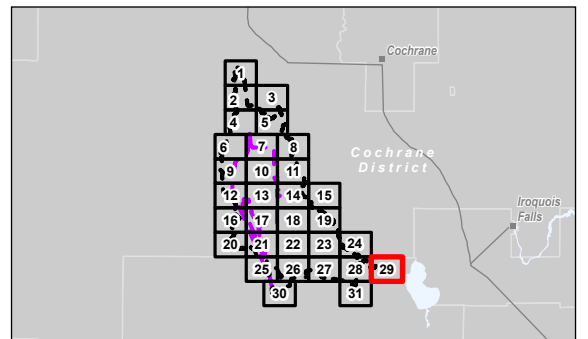 Cochrane
1
2 3
4 5
6 7 8
Cochrane
District
9 10 11
12 13 14 15
Iroquois
Falls
16 17 18 19
20 21 22 23 24
25 26 27 28 29
30 31